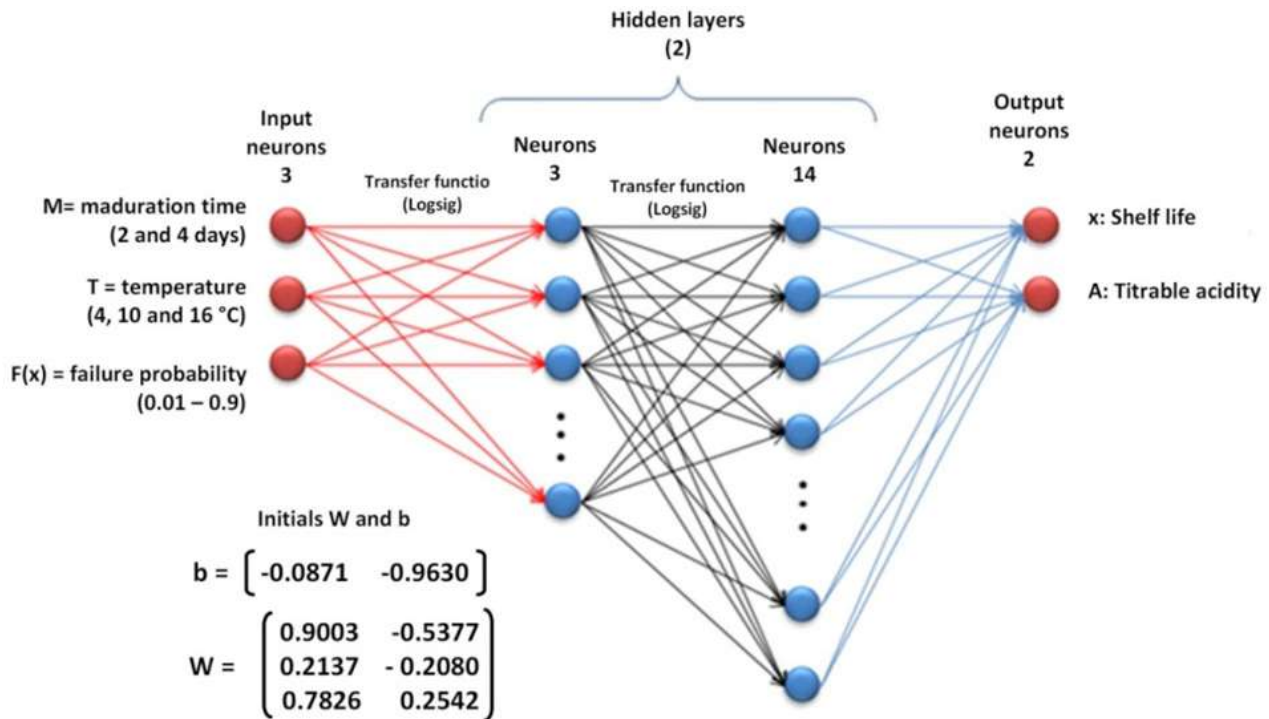 Hidden layers
(2)
Input
neurons
3
Neurons
3
Neurons
14
Output
neurons
2
Transfer functio
(Logsig)
Transfer function
(Logsig)
M= maduration time
(2 and 4 days)
T = temperature
(4, 10 and 16 °C)
F(x) = failure probability
(0.01 – 0.9)
x: Shelf life
A: Titrable acidity
Initials W and b
b = [ -0.0871 -0.9630 ]
W =
0.9003 -0.5377
0.2137 - 0.2080
0.7826 0.2542